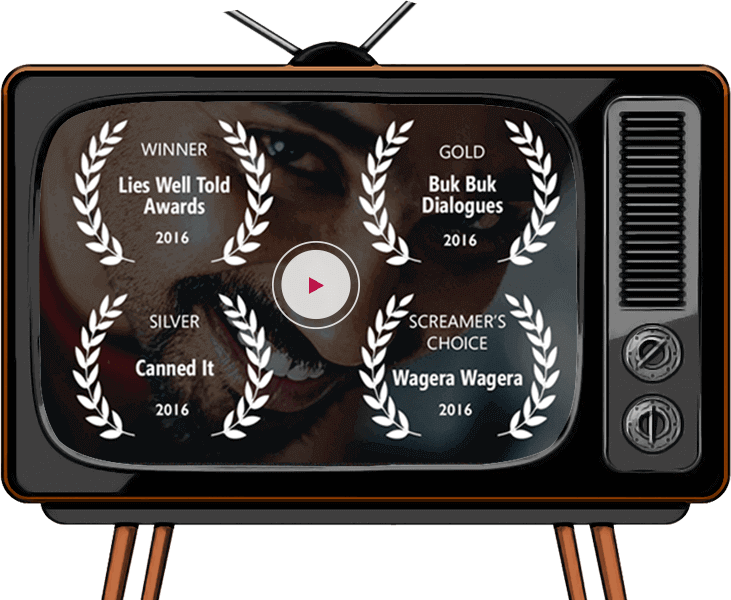 WINNER
Lies Well Told
Awards
2016
GOLD
Buk Buk
Dialogues
2016
SILVER
Canned It
2016
SCREAMER'S
CHOICE
Wagera Wagera
2016